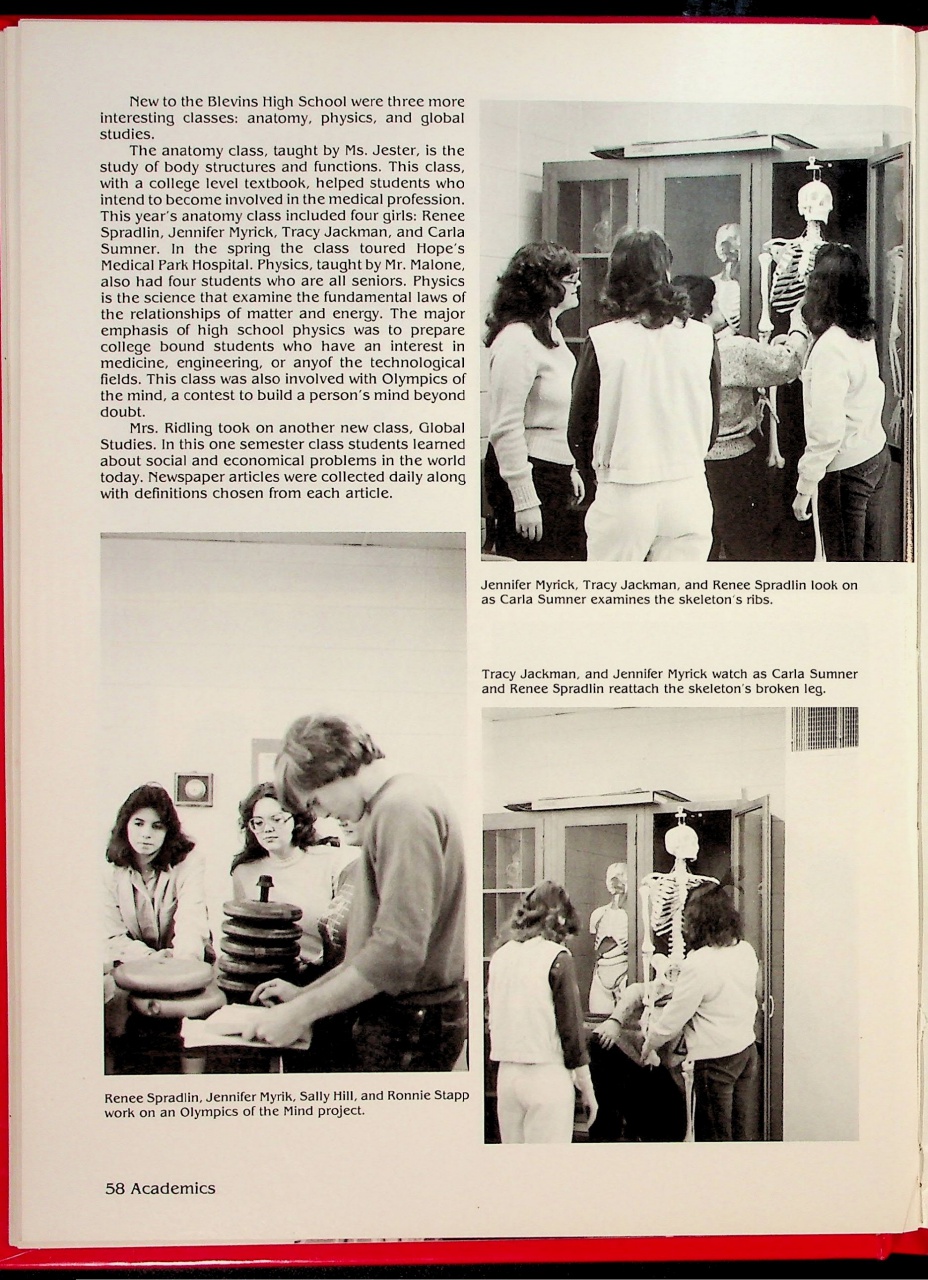 New to the Blevins High School were three more
interesting classes: anatomy, physics, and global
studies.
The anatomy class, taught by Ms. Jester, is the
study of body structures and functions. This class,
with a college level textbook, helped students who
intend to become involved in the medical profession.
This year's anatomy class included four girls: Renee
Spradlin, Jennifer Myrick, Tracy Jackman, and Carla
Sumner. In the spring the class toured Hope's
Medical Park Hospital. Physics, taught by Mr. Malone,
also had four students who are all seniors. Physics
is the science that examine the fundamental laws of
the relationships of matter and energy. The major
emphasis of high school physics was to prepare
college bound students who have an interest in
medicine, engineering, or anyof the technological
fields. This class was also involved with Olympics of
the mind, a contest to build a person's mind beyond
doubt.
Mrs. Ridling took on another new class, Global
Studies. In this one semester class students learned
about social and economical problems in the world
today. Newspaper articles were collected daily along
with definitions chosen from each article.
Jennifer Myrick, Tracy Jackman, and Renee Spradlin look on
as Carla Sumner examines the skeleton's ribs.
Tracy Jackman, and Jennifer Myrick watch as Carla Sumner
and Renee Spradlin reattach the skeleton's broken leg.
Renee Spradlin, Jennifer Myrik, Sally Hill, and Ronnie Stapp
work on an Olympics of the Mind project.
58 Academics